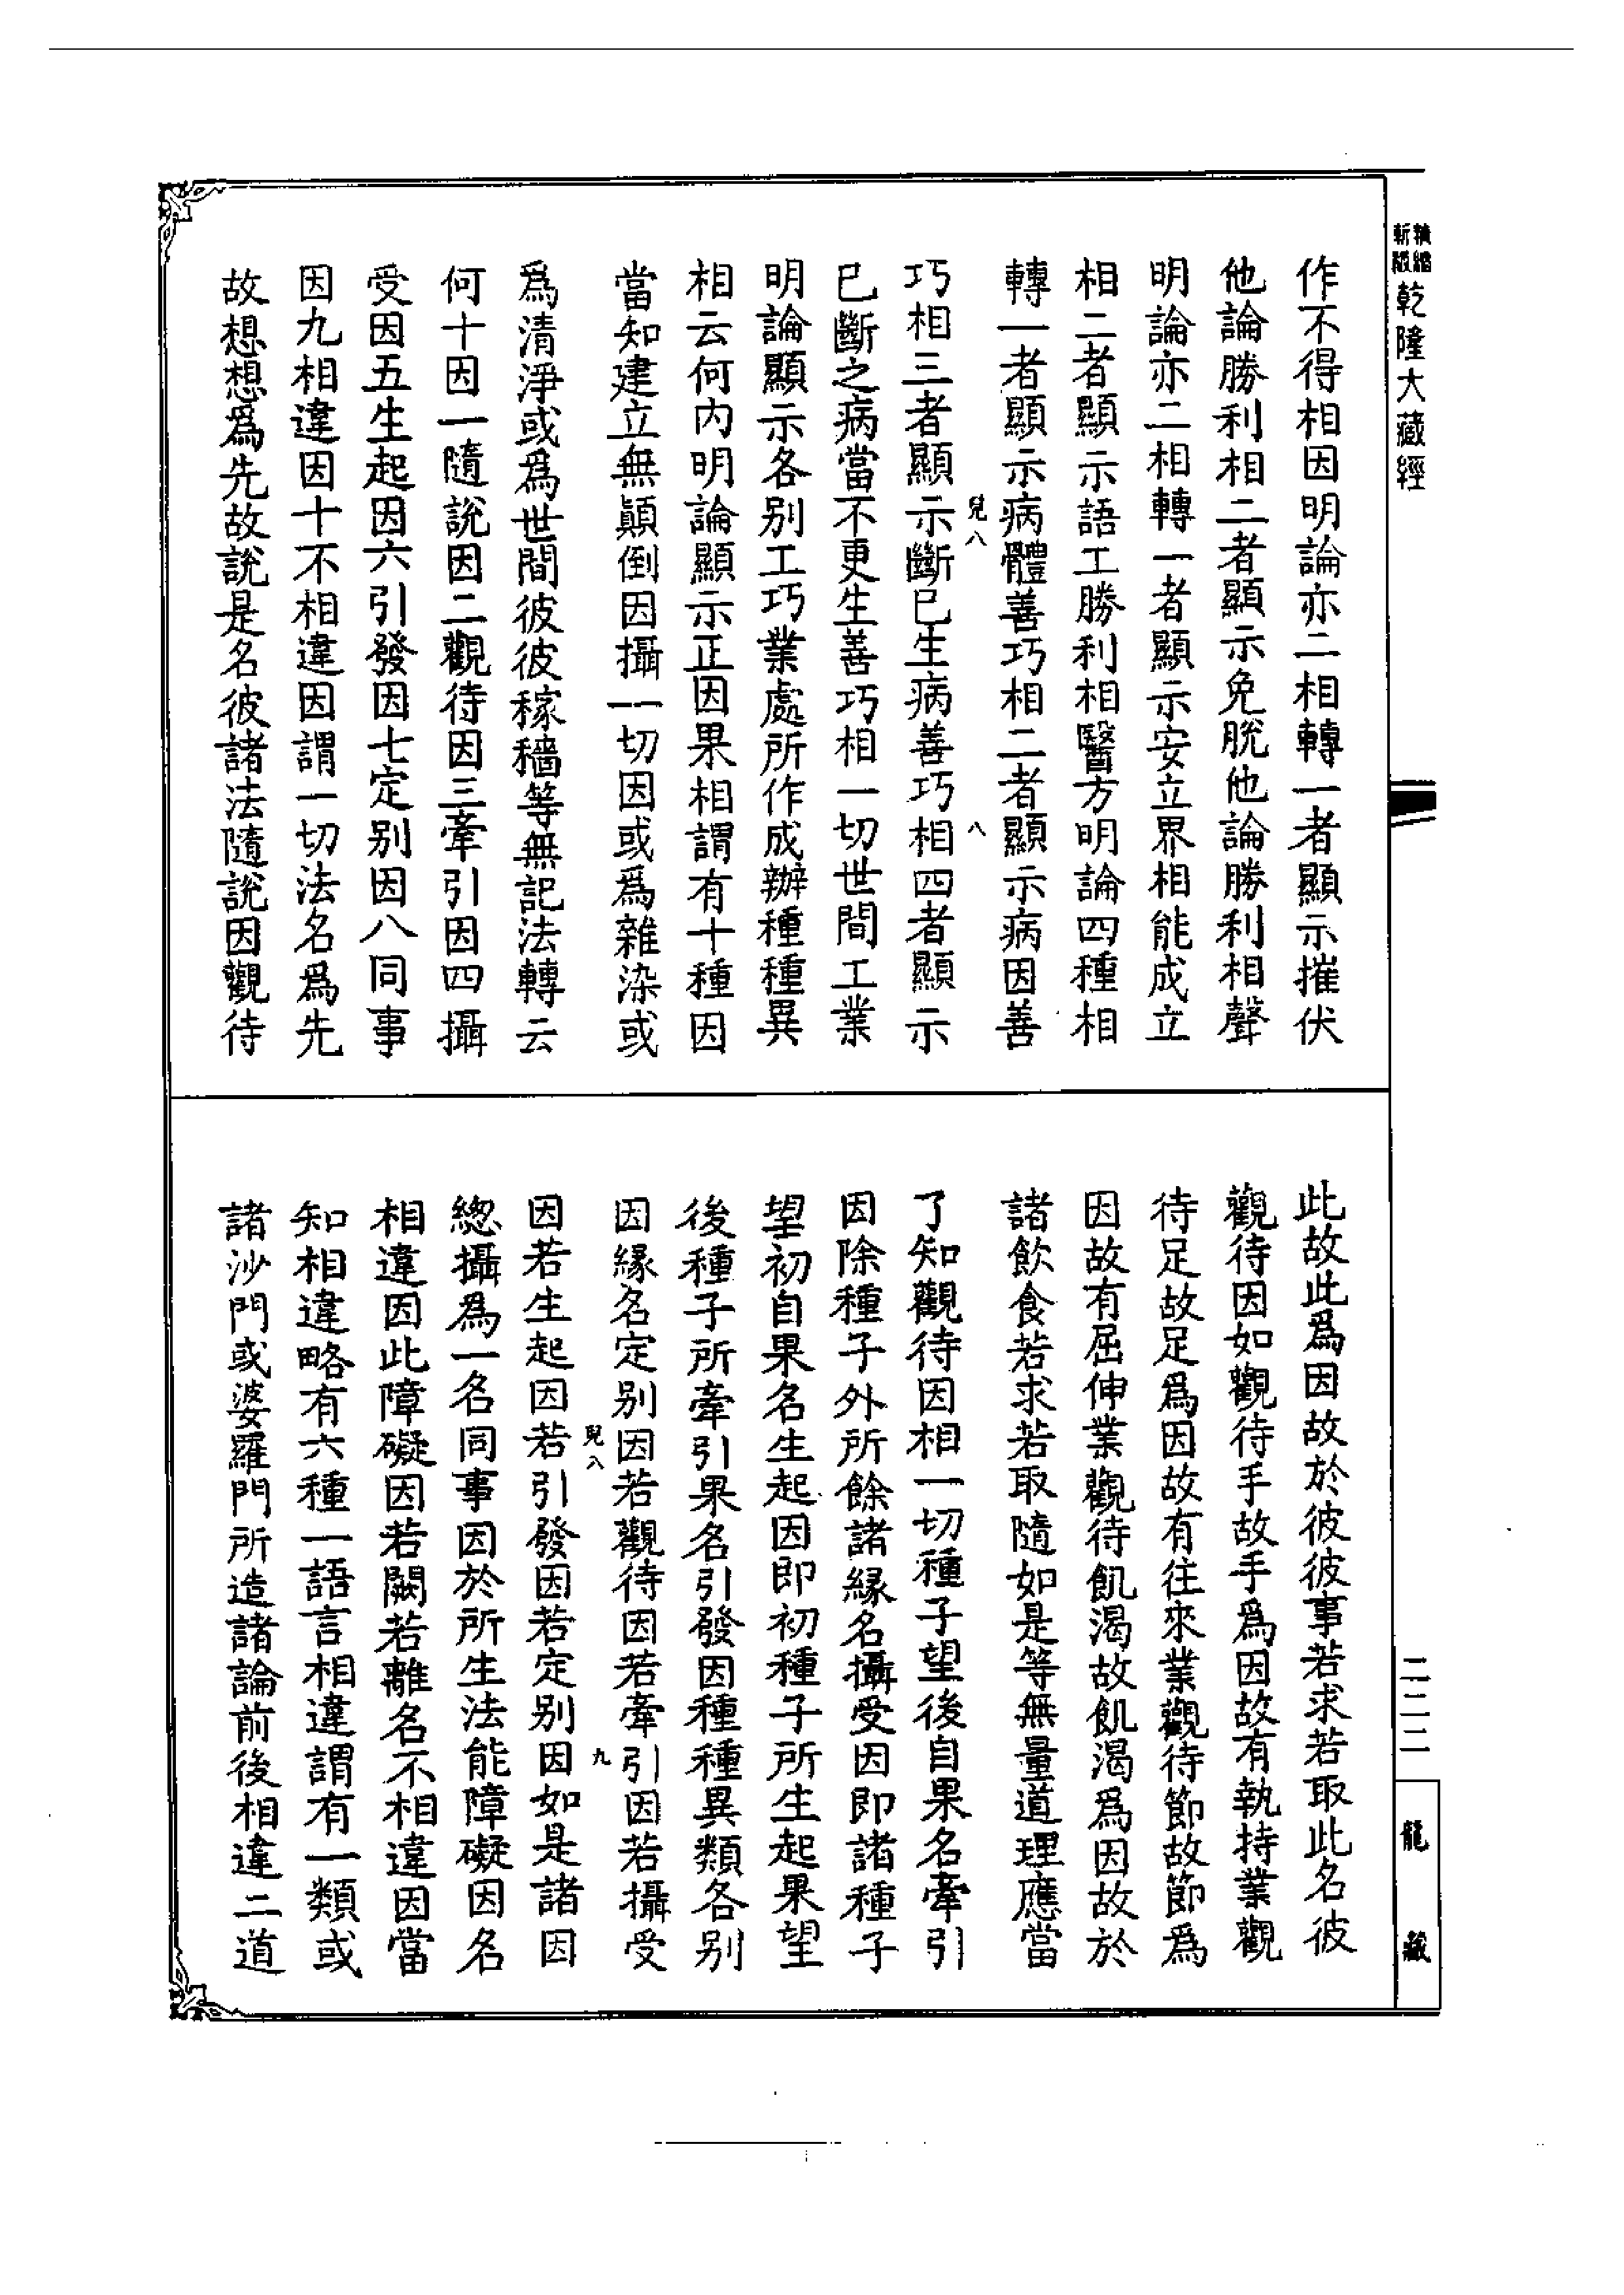 乾隆大藏經
作不得相因明論亦二相轉一者顯示摧伏
他論勝利相二者顯示免脫他論勝利相聲
明論亦二相轉一者顯示安立界相能成立
相二者顯示語工勝利相醫方明論四種相
轉一者顯示病體善巧相二者顯示病因善
兒八
八
巧相三者顯示斷已生病善巧相四者顯示
已斷之病當不更生善巧相一切世間工業
明論顯示各別工巧業處所作成辦種種異
相云何內明論顯示正因果相謂有十種因
當知建立無顛倒因攝一切因或爲雜染或
爲清淨或爲世間彼彼稼穡等無記法轉云
何十因一隨說因二觀待因三牽引因四攝
受因五生起因六引發因七定別因八同事
因九相違因十不相違因謂一切法名爲先
故想想爲先故說是名彼諸法隨說因觀待
此故此爲因故於彼彼事若求若取此名彼
觀待因如觀待手故手爲因故有執持業觀
待足故足爲因故有往來業觀待節故節爲
因故有屈伸業觀待飢渴故飢渴爲因故於
諸飲食若求若取隨如是等無量道理應當
了知觀待因相一切種子望後自果名牽引
因除種子外所餘諸緣名攝受因即諸種子
望初自果名生起因即初種子所生起果望
後種子所牽引果名引發因種種異類各別
因緣名定別因若觀待因若牽引因若攝受
兒八
九
因若生起因若引發因若定別因如是諸因
總攝爲一名同事因於所生法能障礙因名
相違因此障礙因若闕若離名不相違因當
知相違略有六種一語言相違謂有一類或
諸沙門或婆羅門所造諸論前後相違二道
二二二
龍藏